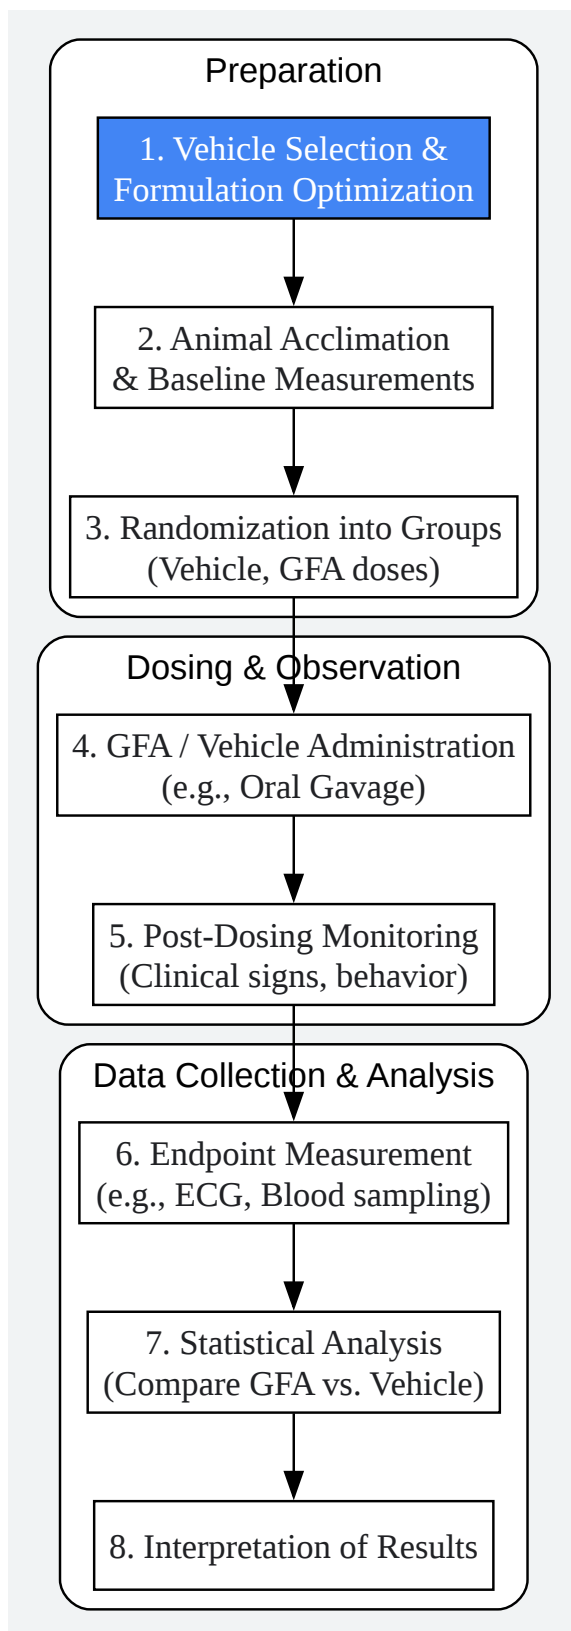 Preparation
1. Vehicle Selection &
Formulation Optimization
2. Animal Acclimation
& Baseline Measurements
3. Randomization into Groups
(Vehicle, GFA doses)
Dosing & Observation
4. GFA / Vehicle Administration
(e.g., Oral Gavage)
5. Post-Dosing Monitoring
(Clinical signs, behavior)
Data Collection & Analysis
6. Endpoint Measurement
(e.g., ECG, Blood sampling)
7. Statistical Analysis
(Compare GFA vs. Vehicle)
8. Interpretation of Results